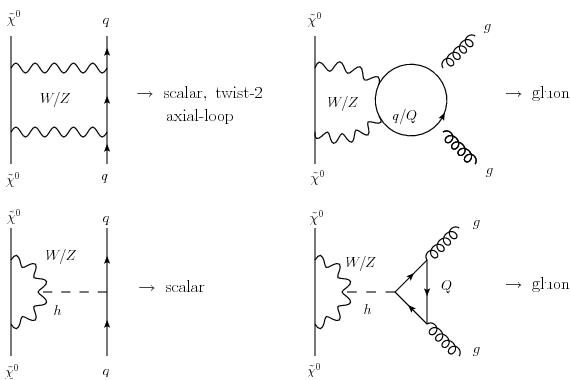 χ̃⁰
q
W/Z
→ scalar, twist-2
axial-loop
χ̃⁰
q
χ̃⁰
g
W/Z
q/Q
→ gluon
χ̃⁰
g
χ̃⁰
q
W/Z
h
→ scalar
χ̃⁰
q
χ̃⁰
g
W/Z
h
Q
→ gluon
χ̃⁰
g